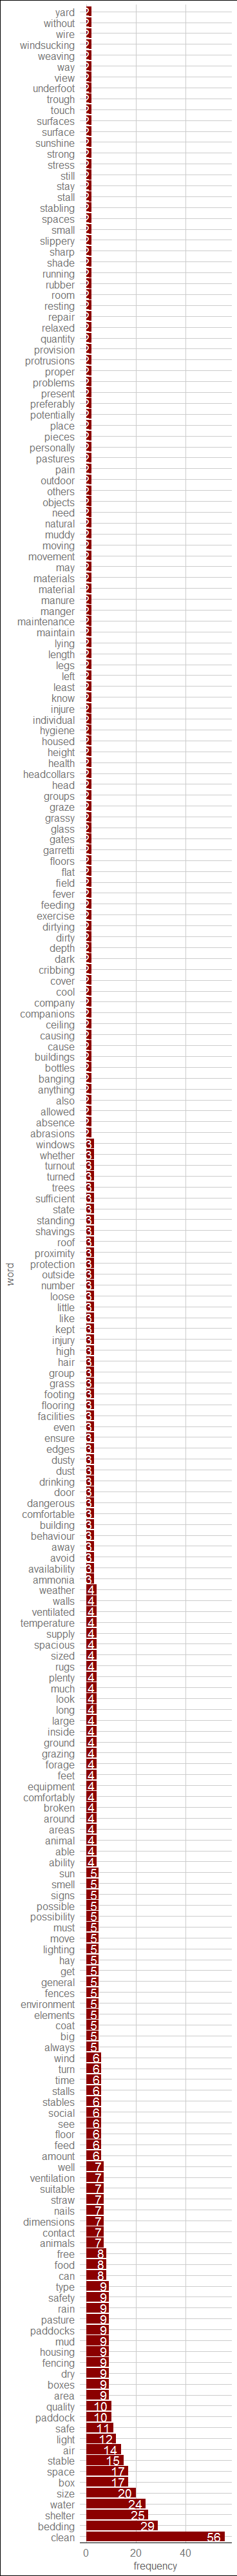 yard 2
without 2
wire 2
windsucking 2
weaving 2
way 2
view 2
underfoot 2
trough 2
touch 2
surfaces 2
surface 2
sunshine 2
strong 2
stress 2
still 2
stay 2
stall 2
stabling 2
spaces 2
small 2
slippery 2
sharp 2
shade 2
running 2
rubber 2
room 2
resting 2
repair 2
relaxed 2
quantity 2
provision 2
protrusions 2
proper 2
problems 2
present 2
preferably 2
potentially 2
place 2
pieces 2
personally 2
pastures 2
pain 2
outdoor 2
others 2
objects 2
need 2
natural 2
muddy 2
moving 2
movement 2
may 2
materials 2
material 2
manure 2
manger 2
maintenance 2
maintain 2
lying 2
length 2
legs 2
left 2
least 2
know 2
injure 2
individual 2
hygiene 2
housed 2
height 2
health 2
headcollars 2
head 2
groups 2
graze 2
grassy 2
glass 2
gates 2
garretti 2
floors 2
flat 2
field 2
fever 2
feeding 2
exercise 2
dirtying 2
dirty 2
depth 2
dark 2
cribbing 2
cover 2
cool 2
company 2
companions 2
ceiling 2
causing 2
cause 2
buildings 2
bottles 2
banging 2
anything 2
also 2
allowed 2
absence 2
abrasions 2
windows 3
whether 3
turnout 3
turned 3
trees 3
sufficient 3
state 3
standing 3
shavings 3
roof 3
proximity 3
protection 3
outside 3
number 3
loose 3
little 3
like 3
kept 3
injury 3
high 3
hair 3
group 3
grass 3
footing 3
flooring 3
facilities 3
even 3
ensure 3
edges 3
dusty 3
dust 3
drinking 3
door 3
dangerous 3
comfortable 3
building 3
behaviour 3
away 3
avoid 3
availability 3
ammonia 3
weather 4
walls 4
ventilated 4
temperature 4
supply 4
spacious 4
sized 4
rugs 4
plenty 4
much 4
look 4
long 4
large 4
inside 4
ground 4
grazing 4
forage 4
feet 4
equipment 4
comfortably 4
broken 4
around 4
areas 4
animal 4
able 4
ability 4
sun 5
smell 5
signs 5
possible 5
possibility 5
must 5
move 5
lighting 5
hay 5
get 5
general 5
fences 5
environment 5
elements 5
coat 5
big 5
always 5
wind 6
turn 6
time 6
stalls 6
stables 6
social 6
see 6
floor 6
feed 6
amount 6
well 7
ventilation 7
suitable 7
straw 7
nails 7
dimensions 7
contact 7
animals 7
free 8
food 8
can 8
type 9
safety 9
rain 9
pasture 9
paddocks 9
mud 9
housing 9
fencing 9
dry 9
boxes 9
area 9
quality 10
paddock 10
safe 11
light 12
air 14
stable 15
space 17
box 17
size 20
water 24
shelter 25
bedding 29
clean 56
0 20 40
frequency
word